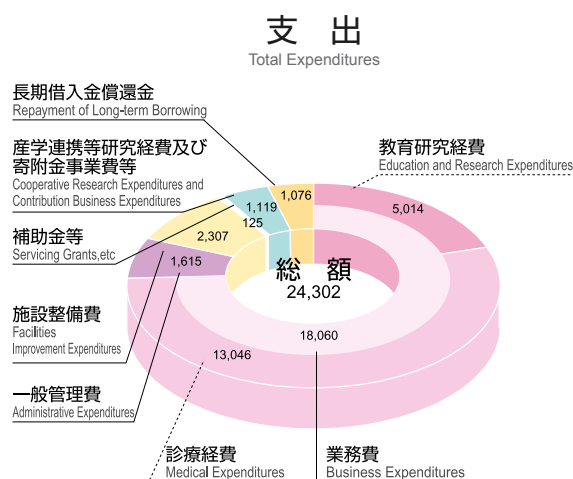 支 出
Total Expenditures
長期借入金償還金
Repayment of Long-term Borrowing
産学連携等研究経費及び
寄附金事業費等
Cooperative Research Expenditures and
Contribution Business Expenditures
補助金等
Servicing Grants,etc
施設整備費
Facilities
Improvement Expenditures
一般管理費
Administrative Expenditures
診療経費
Medical Expenditures
業務費
Business Expenditures
教育研究経費
Education and Research Expenditures
1,076
1,119
125
2,307
1,615
5,014
総 額
24,302
18,060
13,046